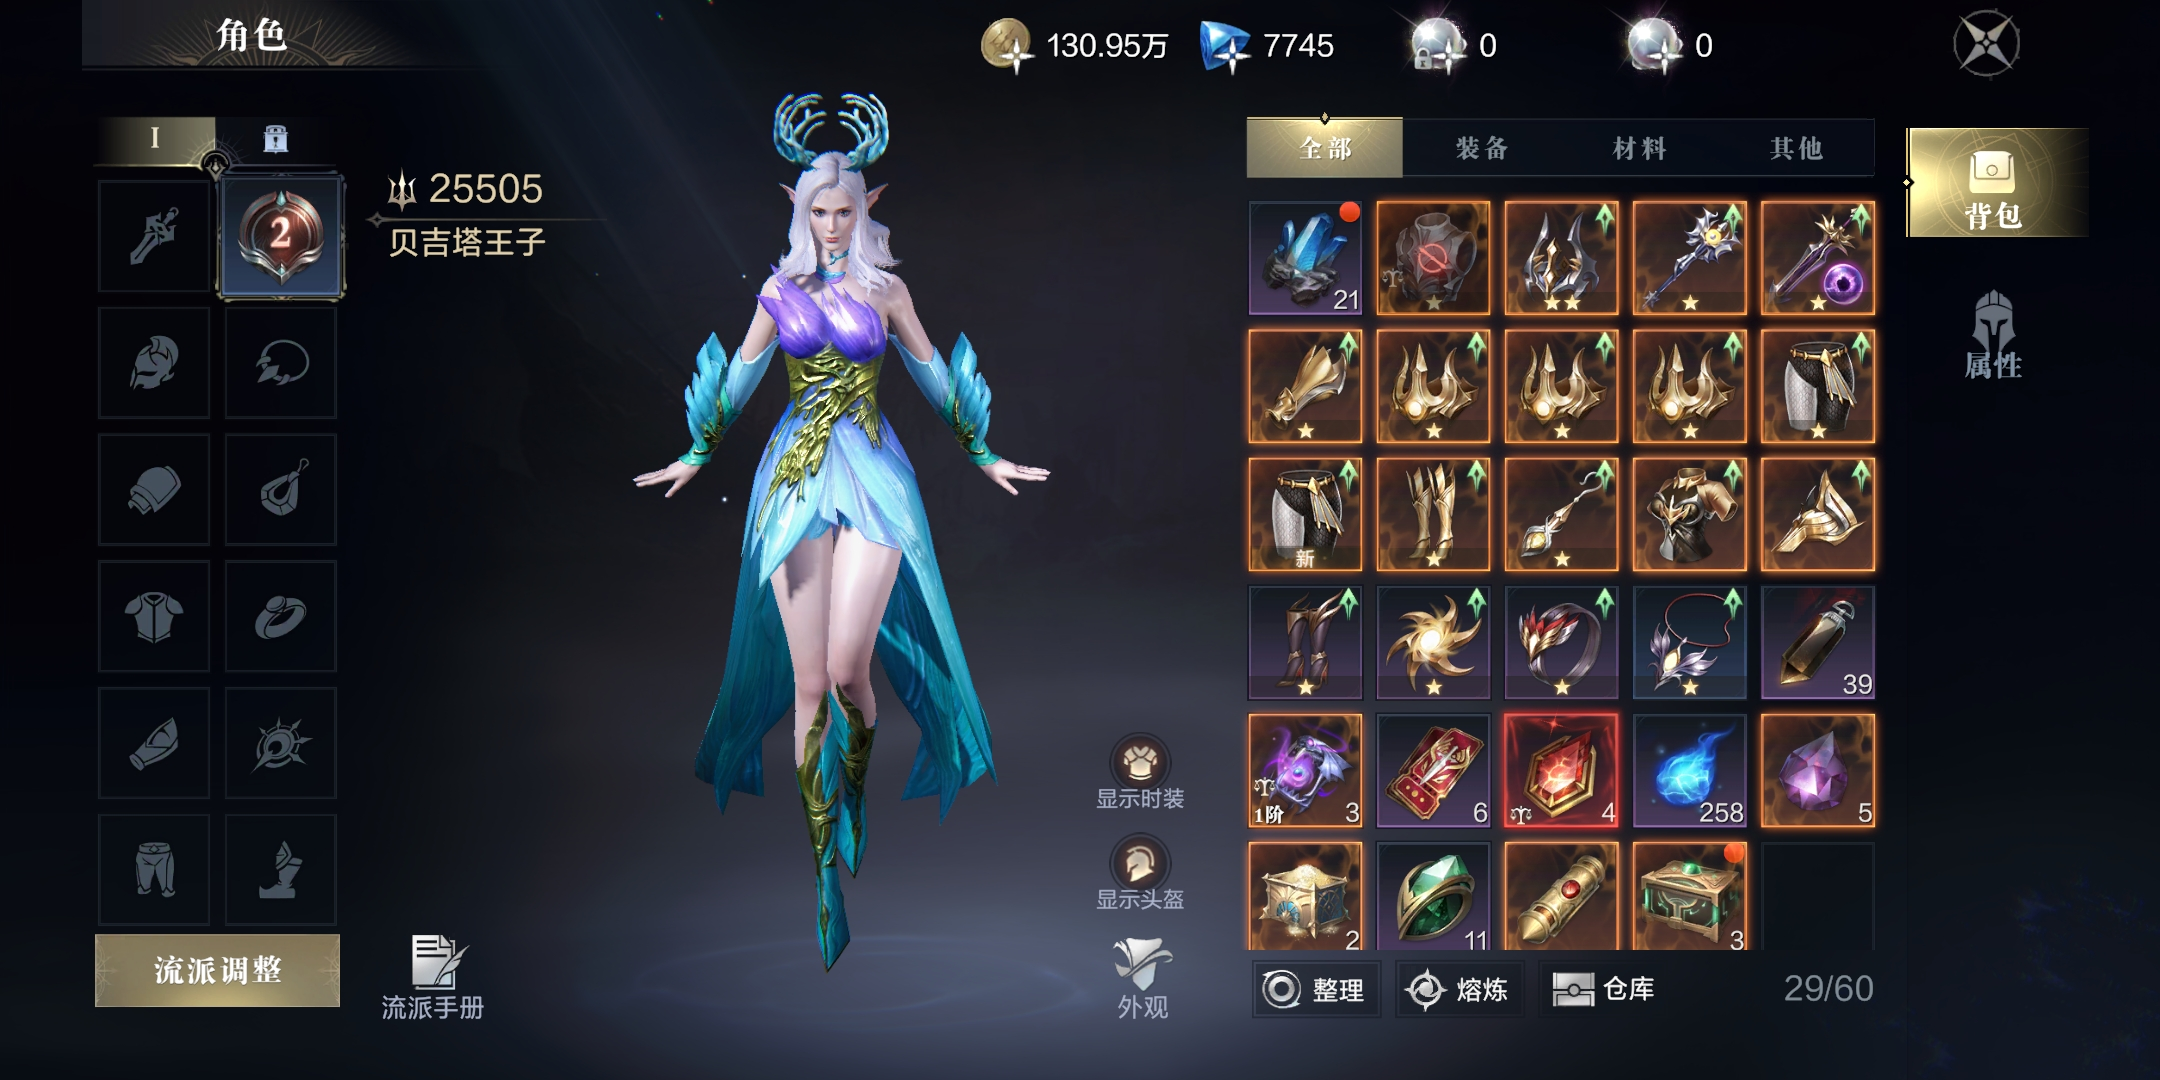 角色
130.95万
7745
0
0
I
2
25505
贝吉塔王子
全部
装备
材料
其他
背包
属性
21
新
39
1阶
3
6
4
258
5
2
11
3
显示时装
显示头盔
外观
流派调整
流派手册
整理
熔炼
仓库
29/60